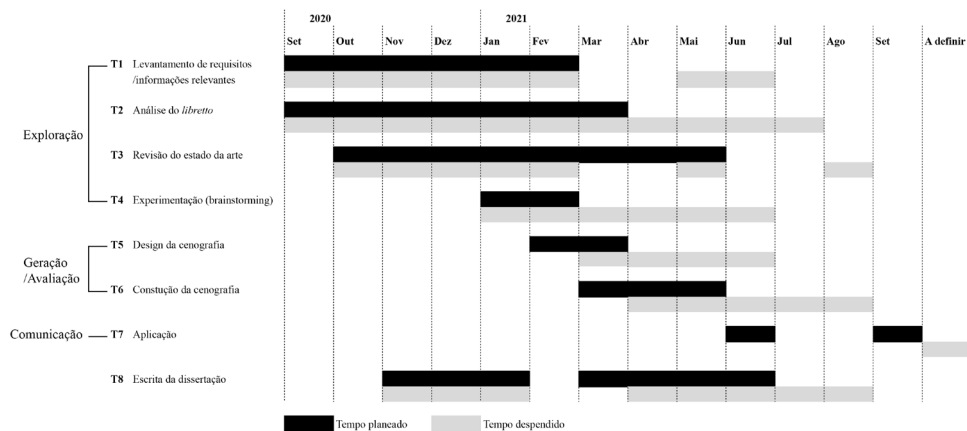 2020 2021
Set Out Nov Dez Jan Fev Mar Abr Mai Jun Jul Ago Set A definir
T1 Levantamento de requisitos
/informações relevantes
T2 Análise do libretto
Exploração
T3 Revisão do estado da arte
T4 Experimentação (brainstorming)
T5 Design da cenografia
Geração
/Avaliação
T6 Constução da cenografia
Comunicação T7 Aplicação
T8 Escrita da dissertação
Tempo planeado Tempo despendido